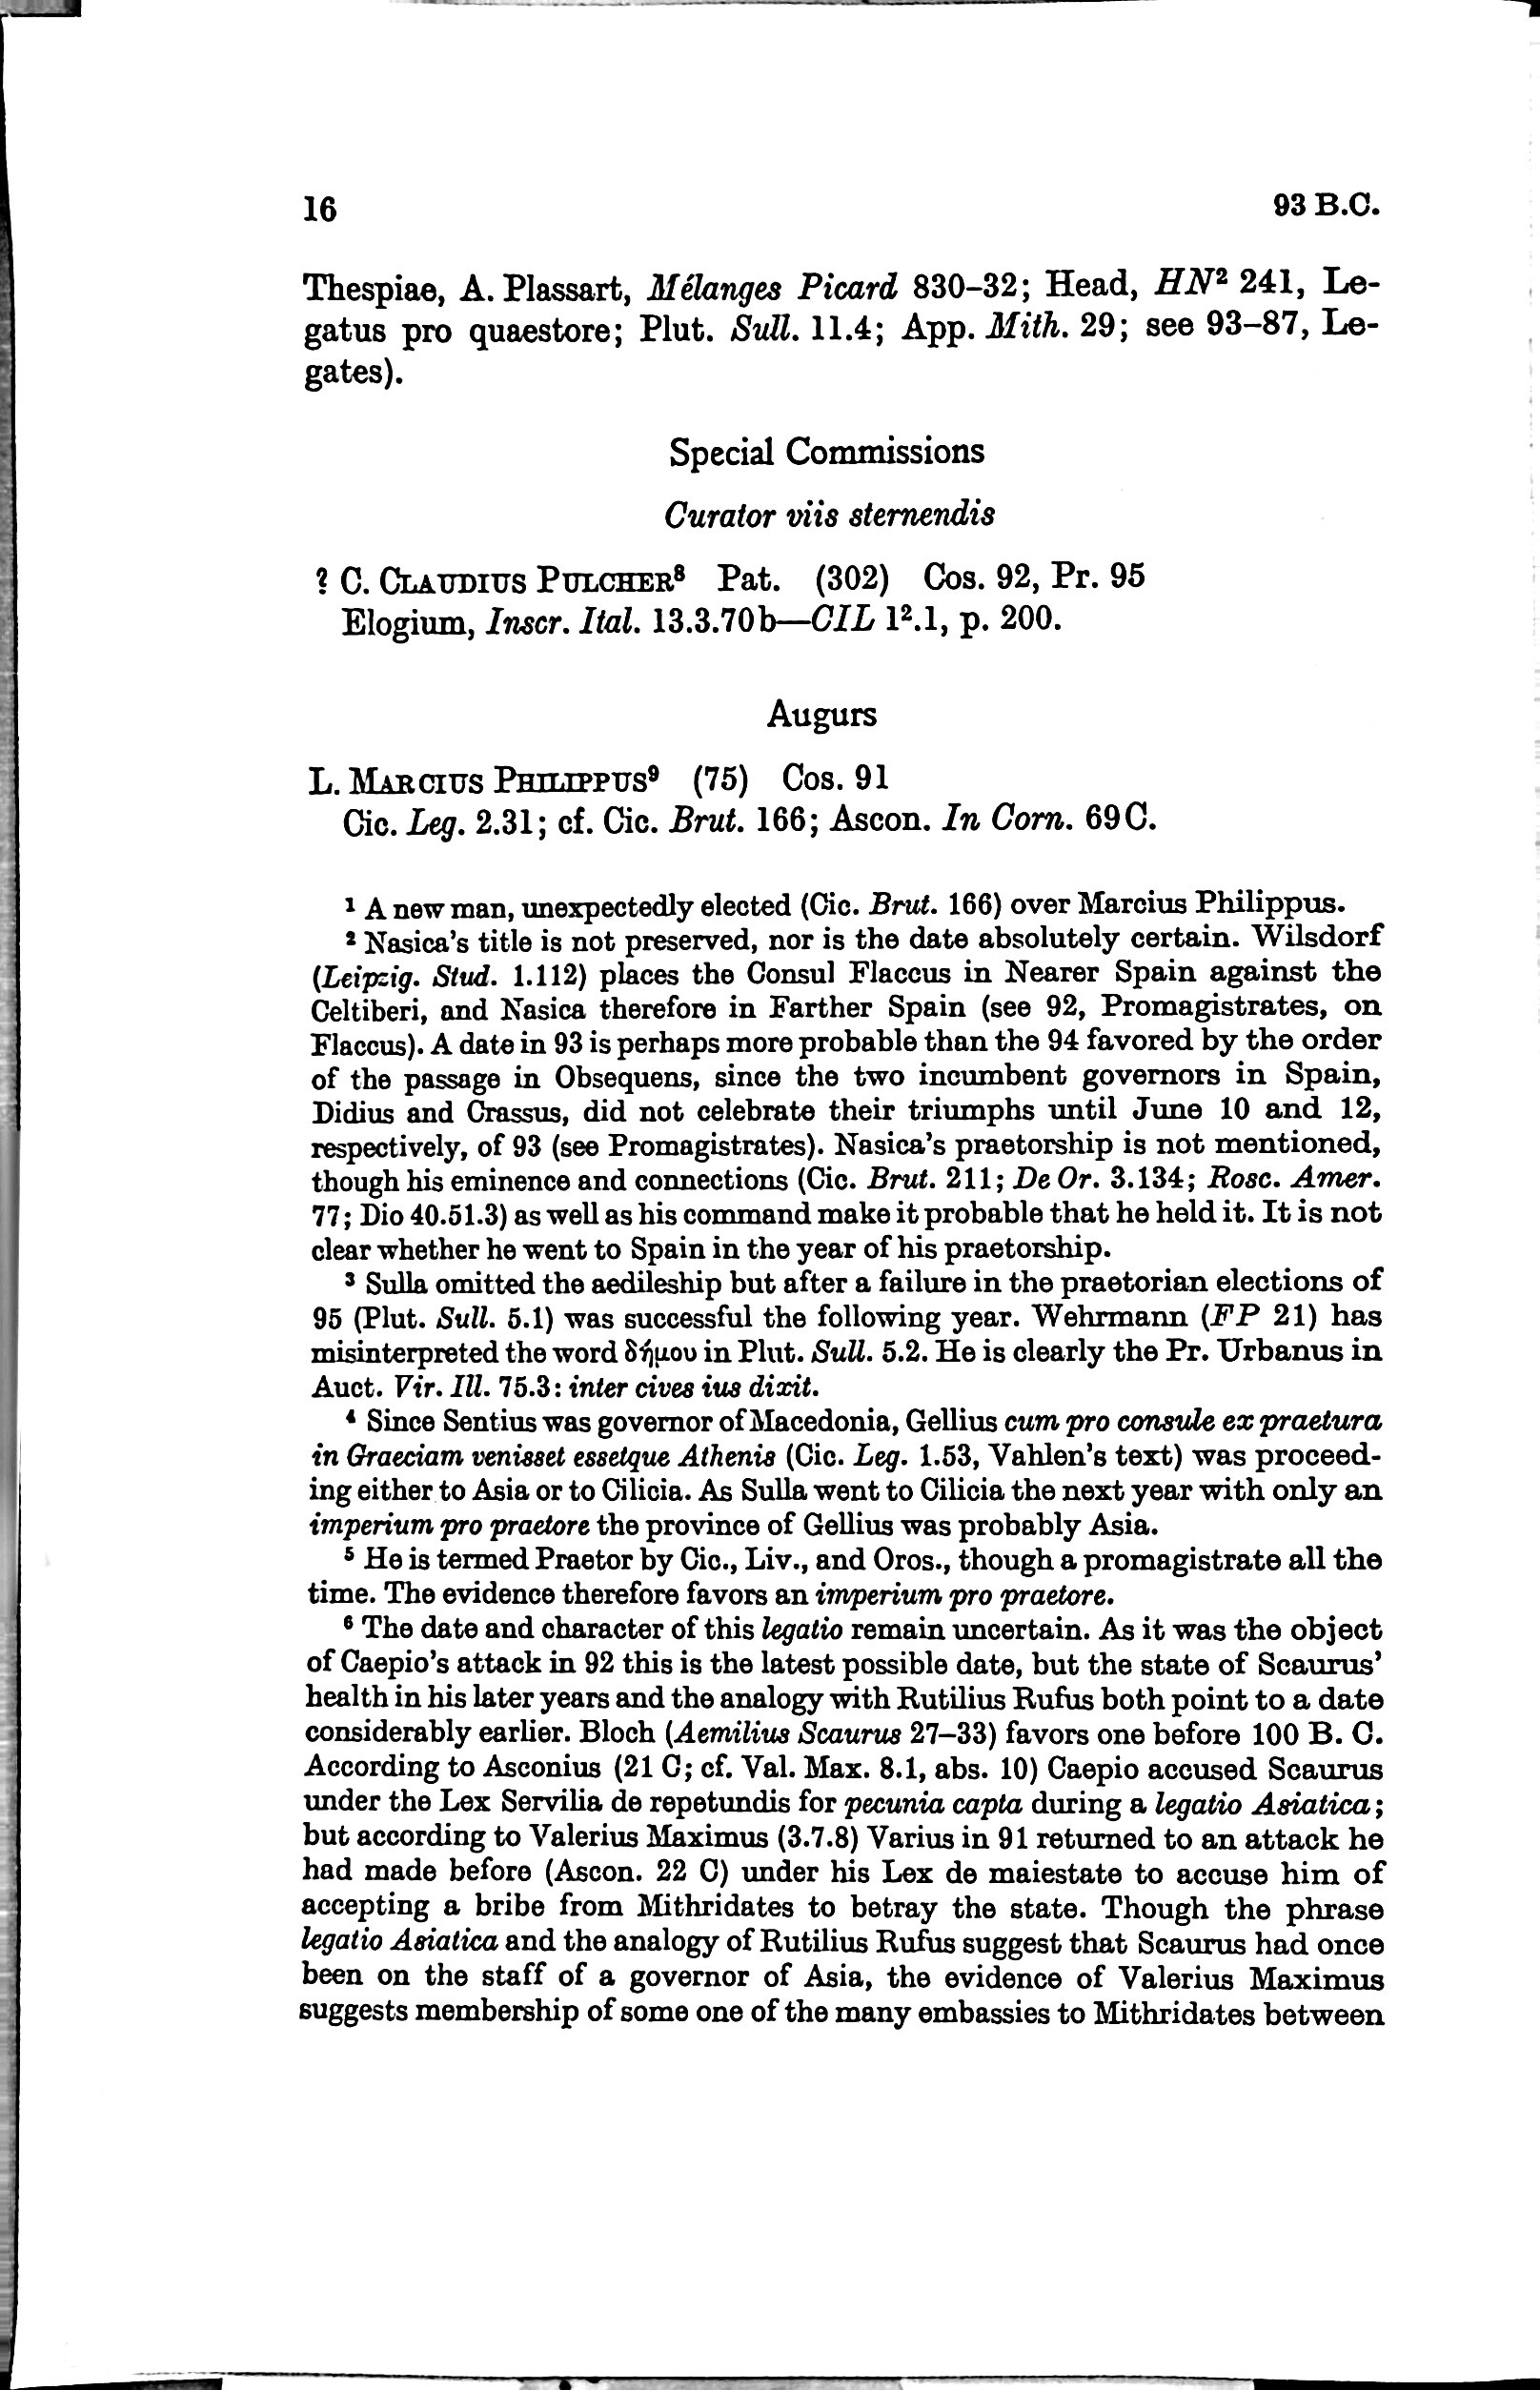 16 93 B.C.
Thespiae, A. Plassart, Mélanges Picard 830–32; Head, HN² 241, Le-
gatus pro quaestore; Plut. Sull. 11.4; App. Mith. 29; see 93–87, Le-
gates).
Special Commissions
Curator viis sternendis
? C. CLAUDIUS PULCHER⁸ Pat. (302) Cos. 92, Pr. 95
Elogium, Inscr. Ital. 13.3.70b—CIL 1².1, p. 200.
Augurs
L. MARCIUS PHILIPPUS⁹ (75) Cos. 91
Cic. Leg. 2.31; cf. Cic. Brut. 166; Ascon. In Corn. 69C.
¹ A new man, unexpectedly elected (Cic. Brut. 166) over Marcius Philippus.
² Nasica's title is not preserved, nor is the date absolutely certain. Wilsdorf
(Leipzig. Stud. 1.112) places the Consul Flaccus in Nearer Spain against the
Celtiberi, and Nasica therefore in Farther Spain (see 92, Promagistrates, on
Flaccus). A date in 93 is perhaps more probable than the 94 favored by the order
of the passage in Obsequens, since the two incumbent governors in Spain,
Didius and Crassus, did not celebrate their triumphs until June 10 and 12,
respectively, of 93 (see Promagistrates). Nasica's praetorship is not mentioned,
though his eminence and connections (Cic. Brut. 211; De Or. 3.134; Rosc. Amer.
77; Dio 40.51.3) as well as his command make it probable that he held it. It is not
clear whether he went to Spain in the year of his praetorship.
³ Sulla omitted the aedileship but after a failure in the praetorian elections of
95 (Plut. Sull. 5.1) was successful the following year. Wehrmann (FP 21) has
misinterpreted the word δήμου in Plut. Sull. 5.2. He is clearly the Pr. Urbanus in
Auct. Vir. Ill. 75.3: inter cives ius dixit.
⁴ Since Sentius was governor of Macedonia, Gellius cum pro consule ex praetura
in Graeciam venisset essetque Athenis (Cic. Leg. 1.53, Vahlen's text) was proceed-
ing either to Asia or to Cilicia. As Sulla went to Cilicia the next year with only an
imperium pro praetore the province of Gellius was probably Asia.
⁵ He is termed Praetor by Cic., Liv., and Oros., though a promagistrate all the
time. The evidence therefore favors an imperium pro praetore.
⁶ The date and character of this legatio remain uncertain. As it was the object
of Caepio's attack in 92 this is the latest possible date, but the state of Scaurus'
health in his later years and the analogy with Rutilius Rufus both point to a date
considerably earlier. Bloch (Aemilius Scaurus 27–33) favors one before 100 B. C.
According to Asconius (21 C; cf. Val. Max. 8.1, abs. 10) Caepio accused Scaurus
under the Lex Servilia de repetundis for pecunia capta during a legatio Asiatica;
but according to Valerius Maximus (3.7.8) Varius in 91 returned to an attack he
had made before (Ascon. 22 C) under his Lex de maiestate to accuse him of
accepting a bribe from Mithridates to betray the state. Though the phrase
legatio Asiatica and the analogy of Rutilius Rufus suggest that Scaurus had once
been on the staff of a governor of Asia, the evidence of Valerius Maximus
suggests membership of some one of the many embassies to Mithridates between